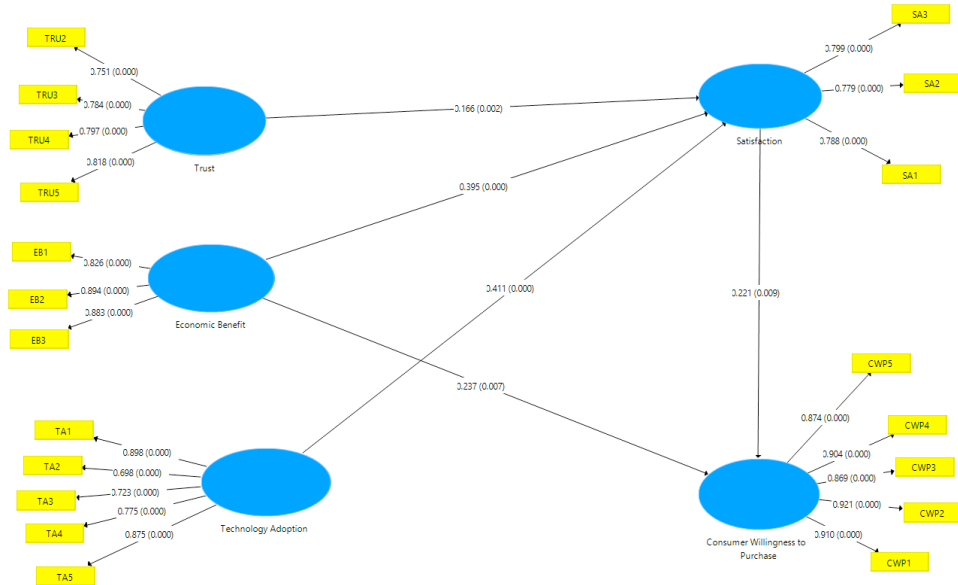 SA3
TRU2
0.799 (0.000)
0.751 (0.000)
SA2
0.779 (0.000)
TRU3
0.784 (0.000)
0.166 (0.002)
TRU4
0.797 (0.000)
Satisfaction
0.788 (0.000)
0.818 (0.000)
Trust
SA1
TRU5
0.395 (0.000)
EB1
0.826 (0.000)
0.411 (0.000)
0.221 (0.009)
EB2
0.894 (0.000)
0.883 (0.000)
Economic Benefit
EB3
CWP5
0.237 (0.007)
0.874 (0.000)
CWP4
TA1
0.898 (0.000)
0.904 (0.000)
TA2
0.698 (0.000)
CWP3
0.869 (0.000)
0.723 (0.000)
TA3
0.775 (0.000)
0.921 (0.000)
CWP2
TA4
Technology Adoption
0.875 (0.000)
0.910 (0.000)
Consumer Willingness to
Purchase
CWP1
TA5